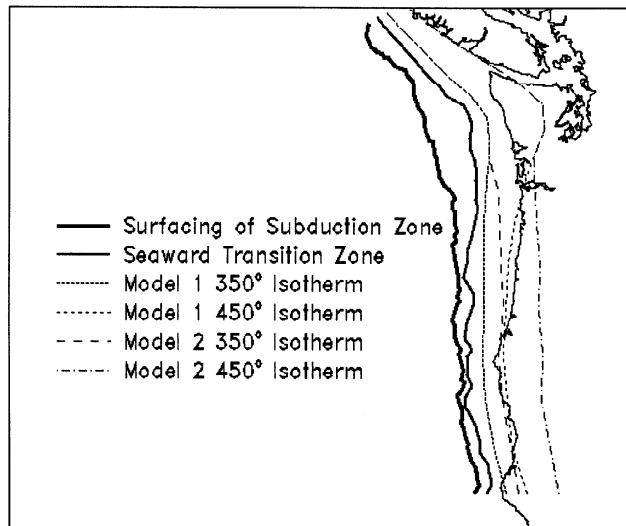 Surfacing of Subduction Zone
Seaward Transition Zone
Model 1 350° Isotherm
Model 1 450° Isotherm
Model 2 350° Isotherm
Model 2 450° Isotherm